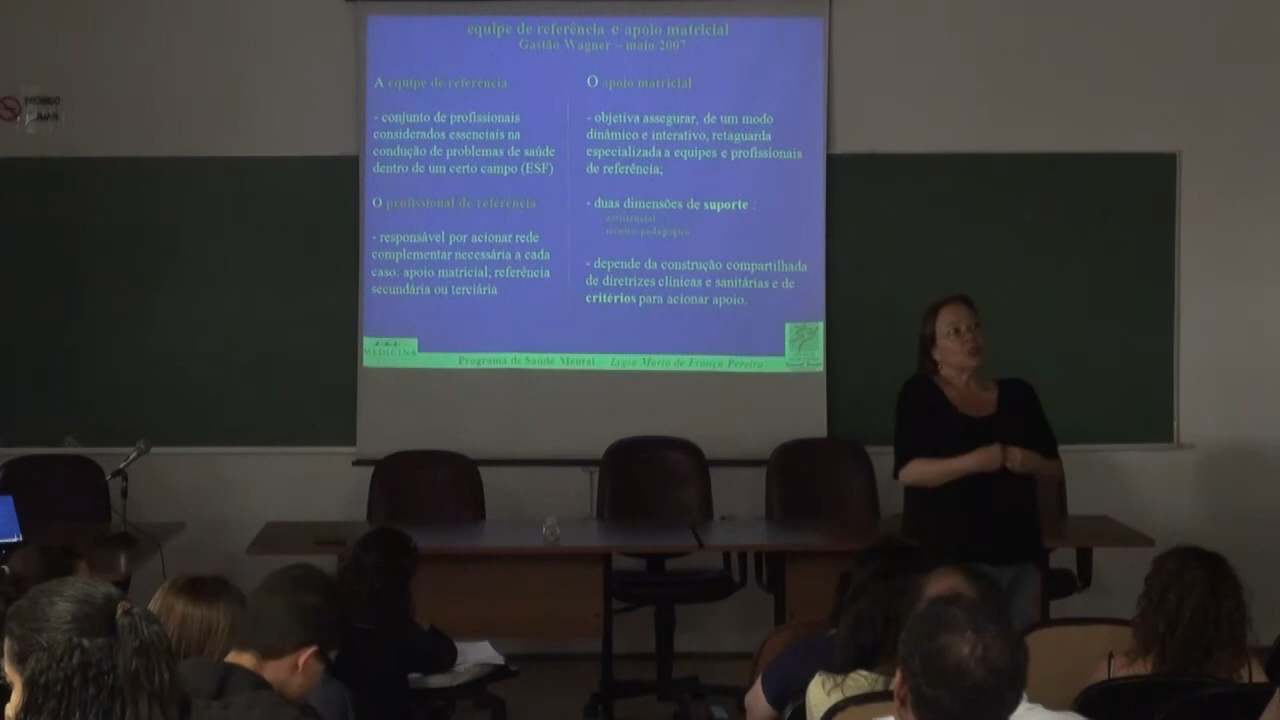 PROIBIDO
FUMAR
equipe de referência e apoio matricial
Gastão Wagner – maio 2007
A equipe de referência
- conjunto de profissionais
considerados essenciais na
condução de problemas de saúde
dentro de um certo campo (ESF)
O profissional de referência
- responsável por acionar rede
complementar necessária a cada
caso: apoio matricial; referência
secundária ou terciária
O apoio matricial
- objetiva assegurar, de um modo
dinâmico e interativo, retaguarda
especializada a equipes e profissionais
de referência;
- duas dimensões de suporte :
assistencial
técnico-pedagógico
- depende da construção compartilhada
de diretrizes clínicas e sanitárias e de
critérios para acionar apoio.
MEDICINA
Programa de Saúde Mental – Lygia Maria de França Pereira